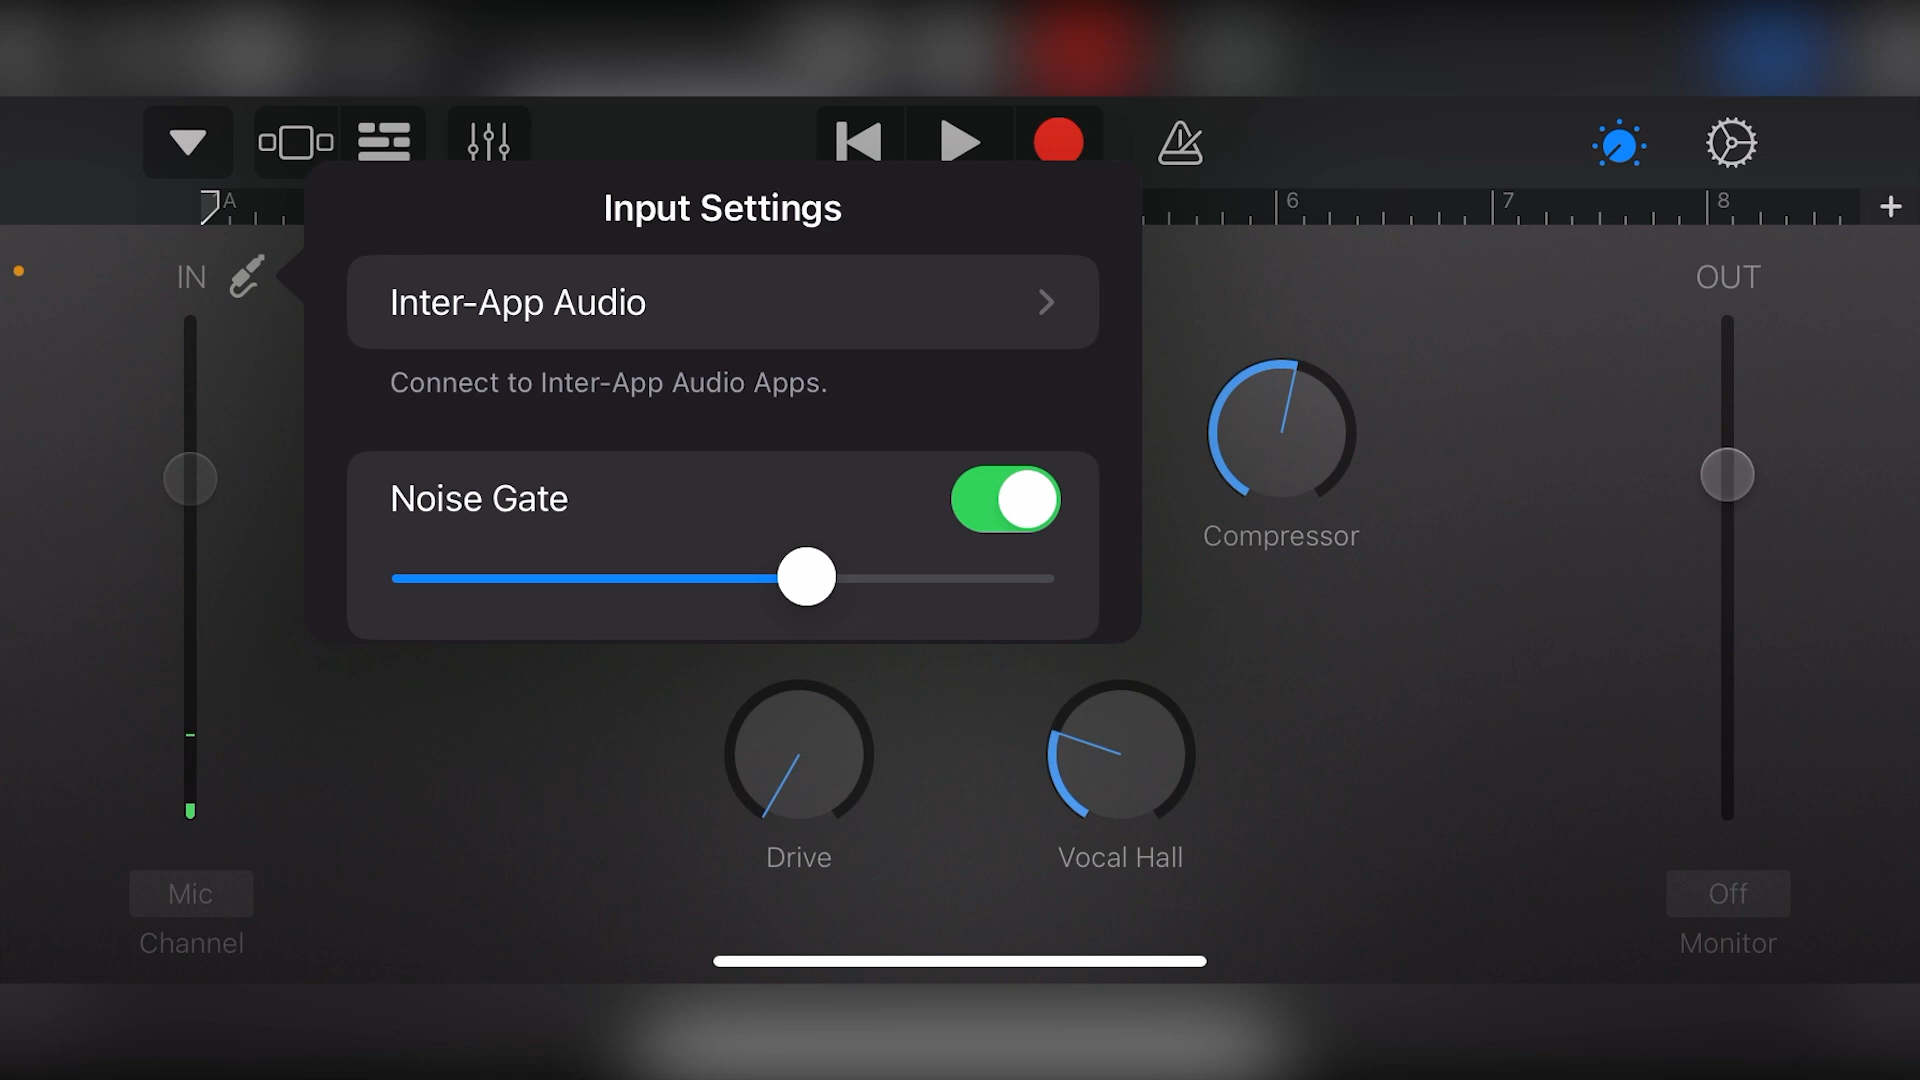 A
6
7
8
Input Settings
IN
OUT
Inter-App Audio
Connect to Inter-App Audio Apps.
Noise Gate
Compressor
Drive
Vocal Hall
Mic
Off
Channel
Monitor